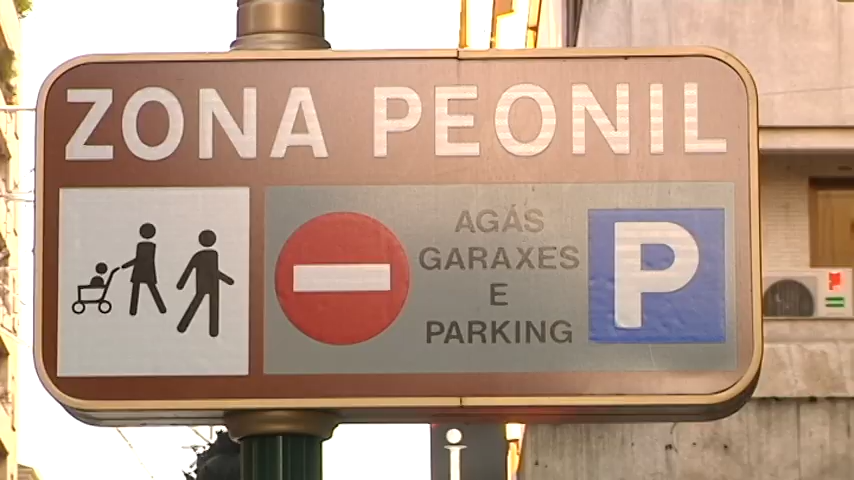 ZONA PEONIL
AGÁS
GARAXES
E
PARKING
P
i